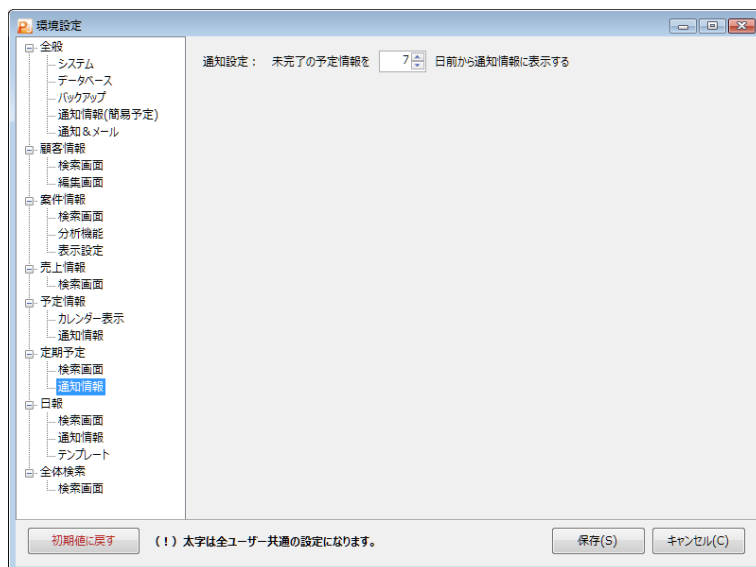 環境設定
全般
システム
データベース
バックアップ
通知情報(簡易予定)
通知＆メール
顧客情報
検索画面
編集画面
案件情報
検索画面
分析機能
表示設定
売上情報
検索画面
予定情報
カレンダー表示
通知情報
定期予定
検索画面
通知情報
日報
検索画面
通知情報
テンプレート
全体検索
検索画面
通知設定： 未完了の予定情報を 7 日前から通知情報に表示する
初期値に戻す （！）太字は全ユーザー共通の設定になります。 保存(S) キャンセル(C)